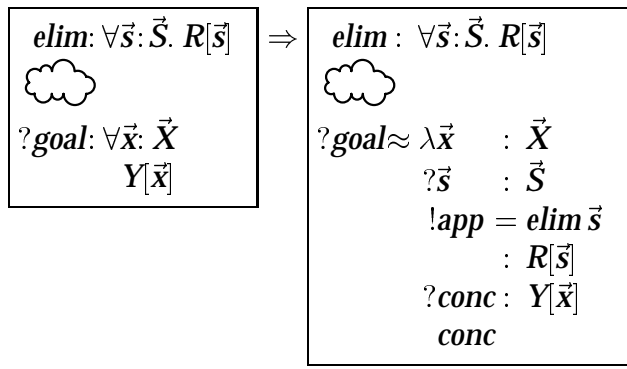 elim: ∀s⃗: S⃗. R[s⃗]
?goal: ∀x⃗: X⃗
Y[x⃗]
⇒
elim : ∀s⃗: S⃗. R[s⃗]
?goal≈ λx⃗ : X⃗
?s⃗ : S⃗
!app = elim s⃗
: R[s⃗]
?conc : Y[x⃗]
conc